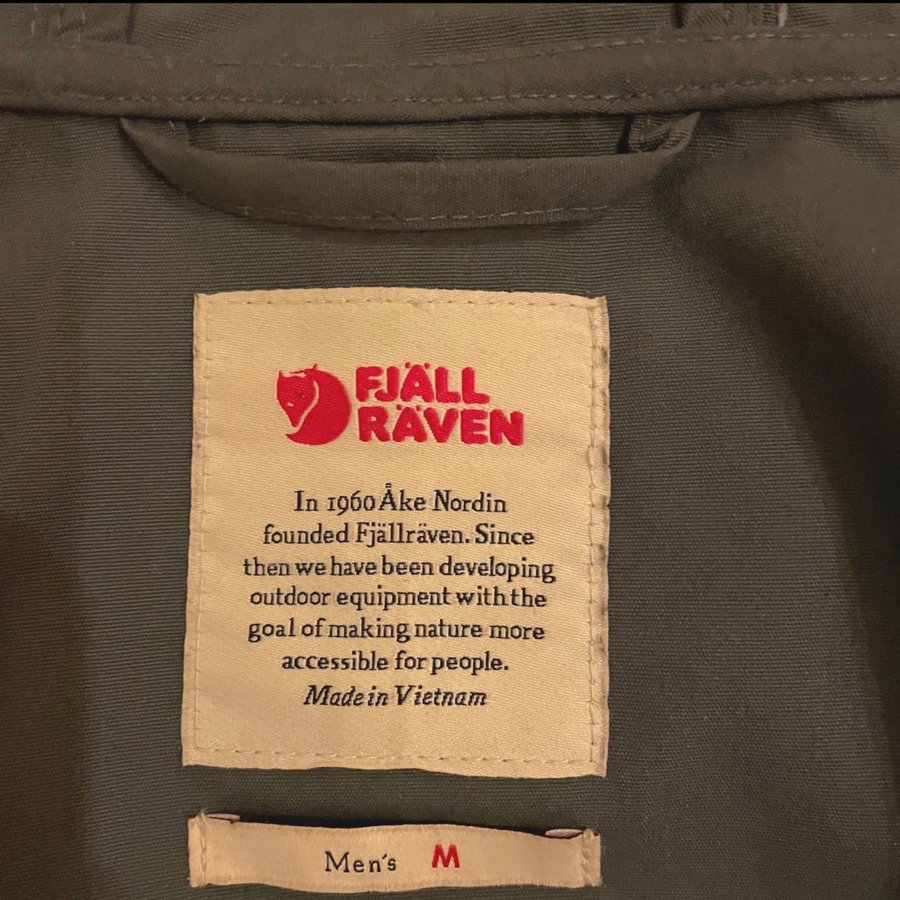 FJÄLL
RÄVEN
In 1960 Åke Nordin
founded Fjällräven. Since
then we have been developing
outdoor equipment with the
goal of making nature more
accessible for people.
Made in Vietnam
Men's M